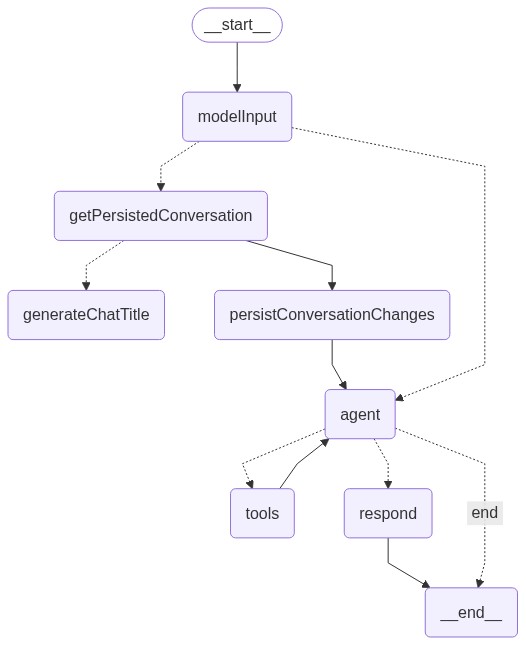 __start__
modelInput
getPersistedConversation
generateChatTitle
persistConversationChanges
agent
tools
respond
end
__end__